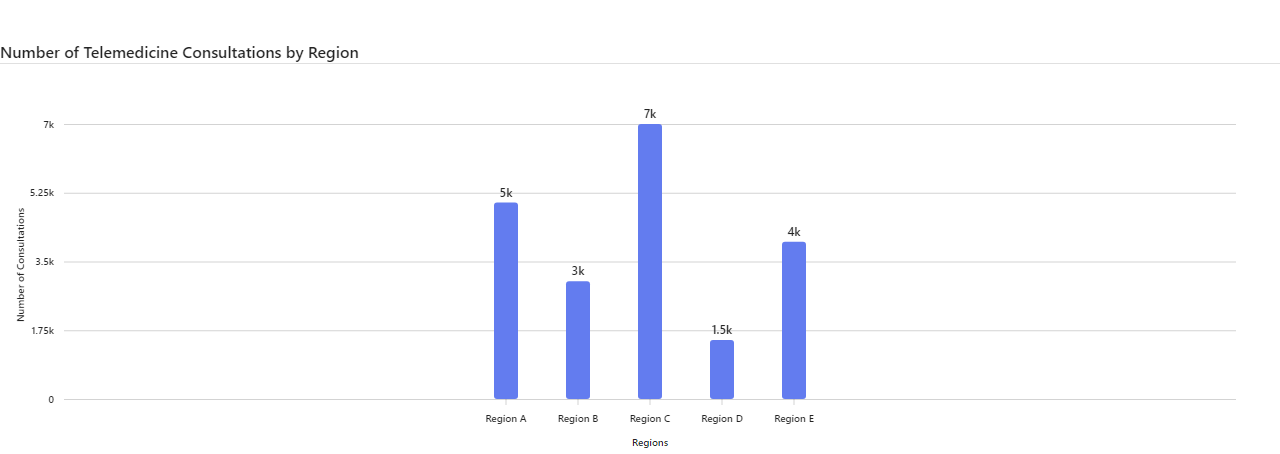 Number of Telemedicine Consultations by Region
7k
7k
5.25k
5k
4k
3.5k
3k
1.75k
1.5k
0
Number of Consultations
Region A Region B Region C Region D Region E
Regions